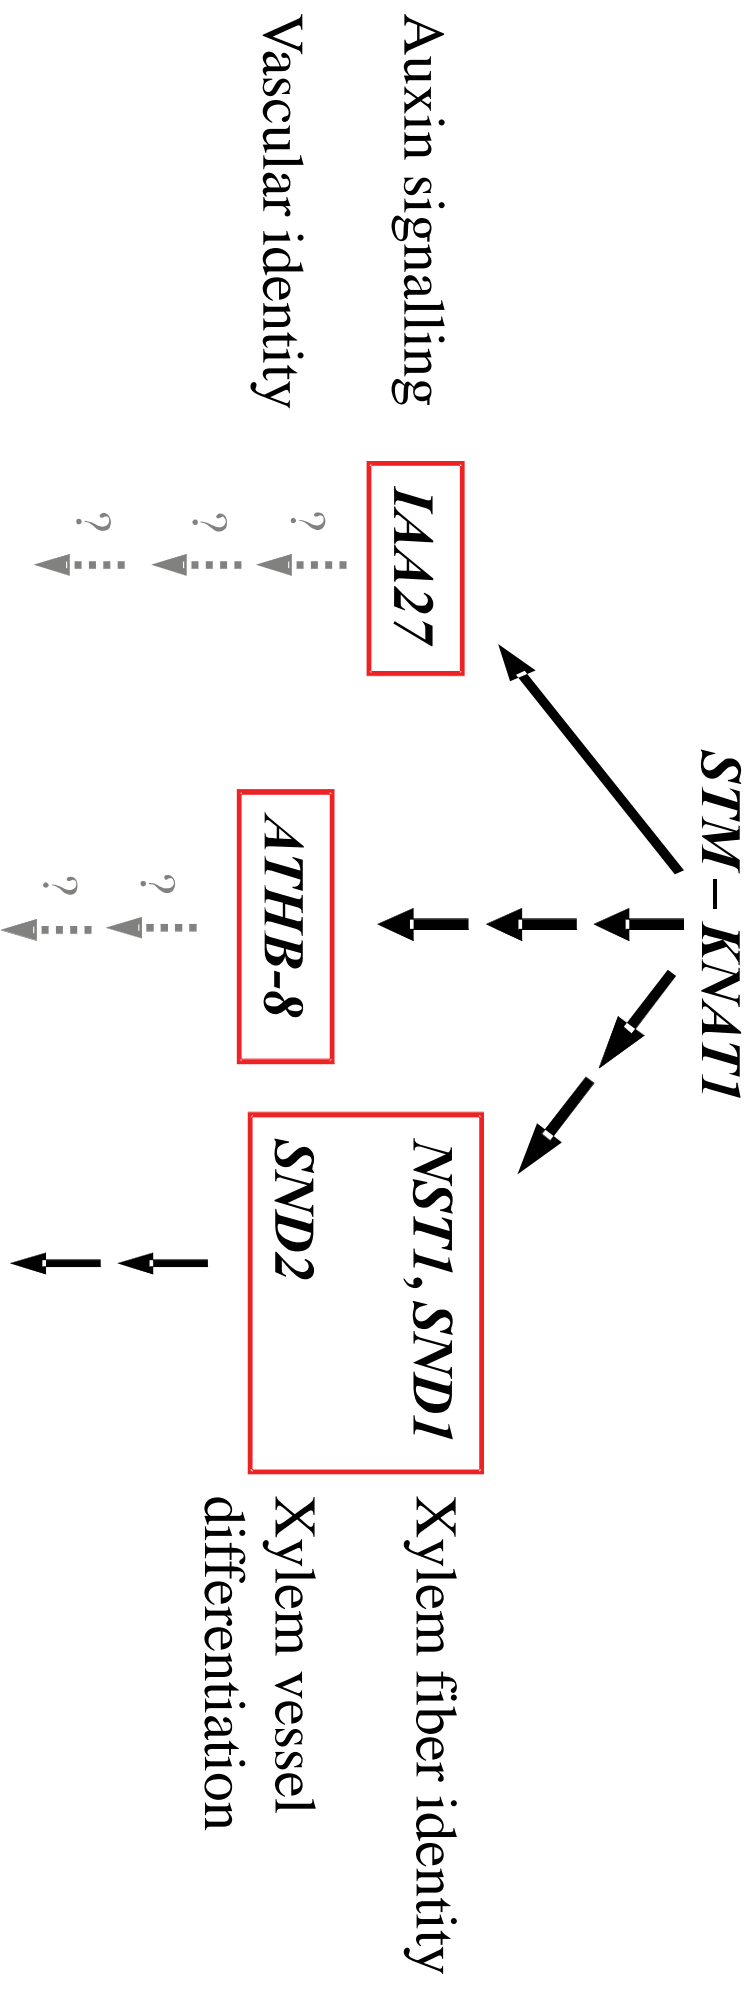 STM – KNAT1
Auxin signalling
IAA27
NST1, SND1
Xylem fiber identity
Vascular identity
ATHB-8
SND2
Xylem vessel
differentiation
?
?
?
?
?